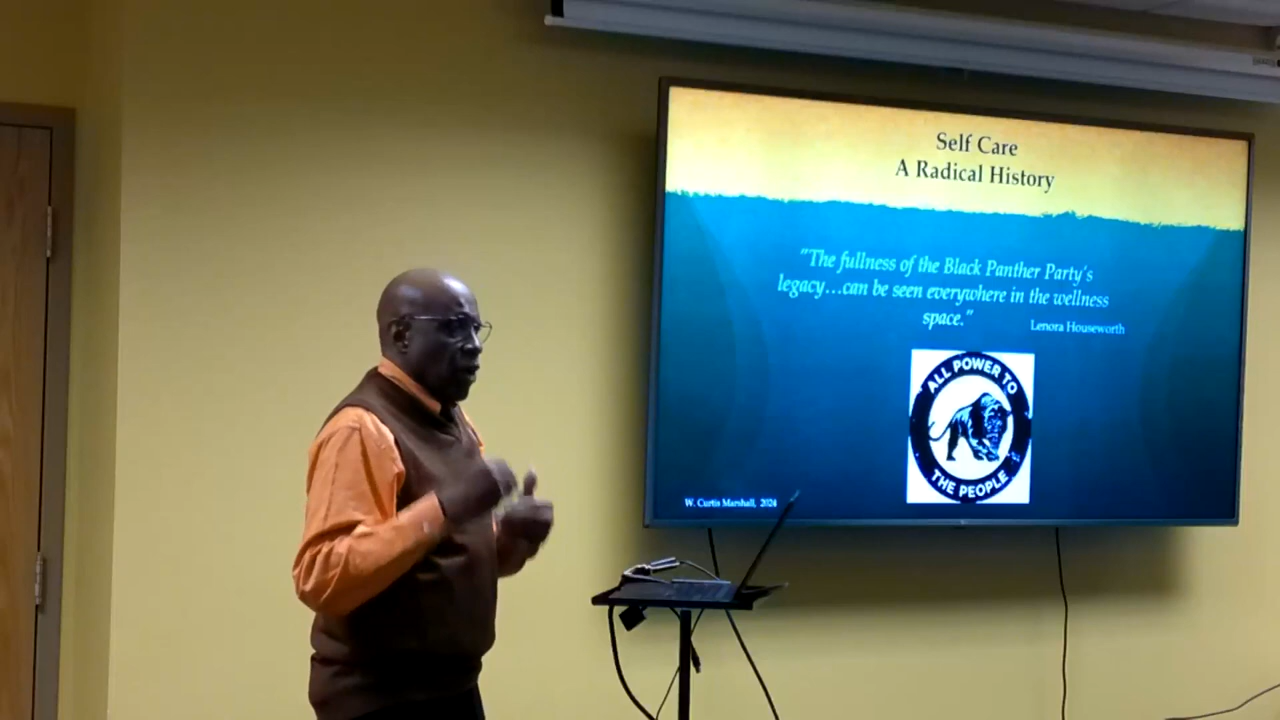 Self Care
A Radical History
"The fullness of the Black Panther Party's
legacy...can be seen everywhere in the wellness
space."
Lenora Houseworth
ALL POWER TO
THE PEOPLE
W. Curtis Marshall, 2024